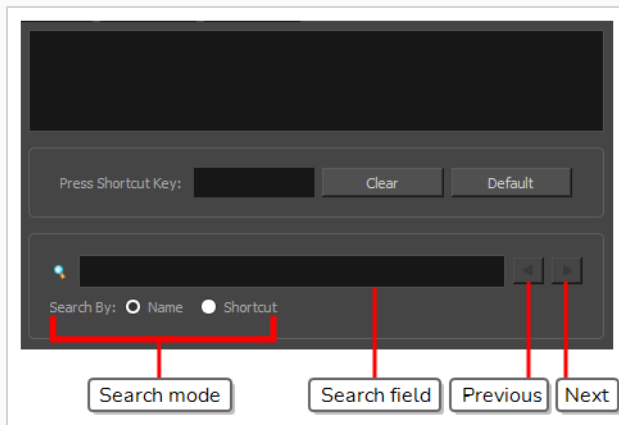 Press Shortcut Key: Clear Default
Search By: Name Shortcut
Search mode Search field Previous Next